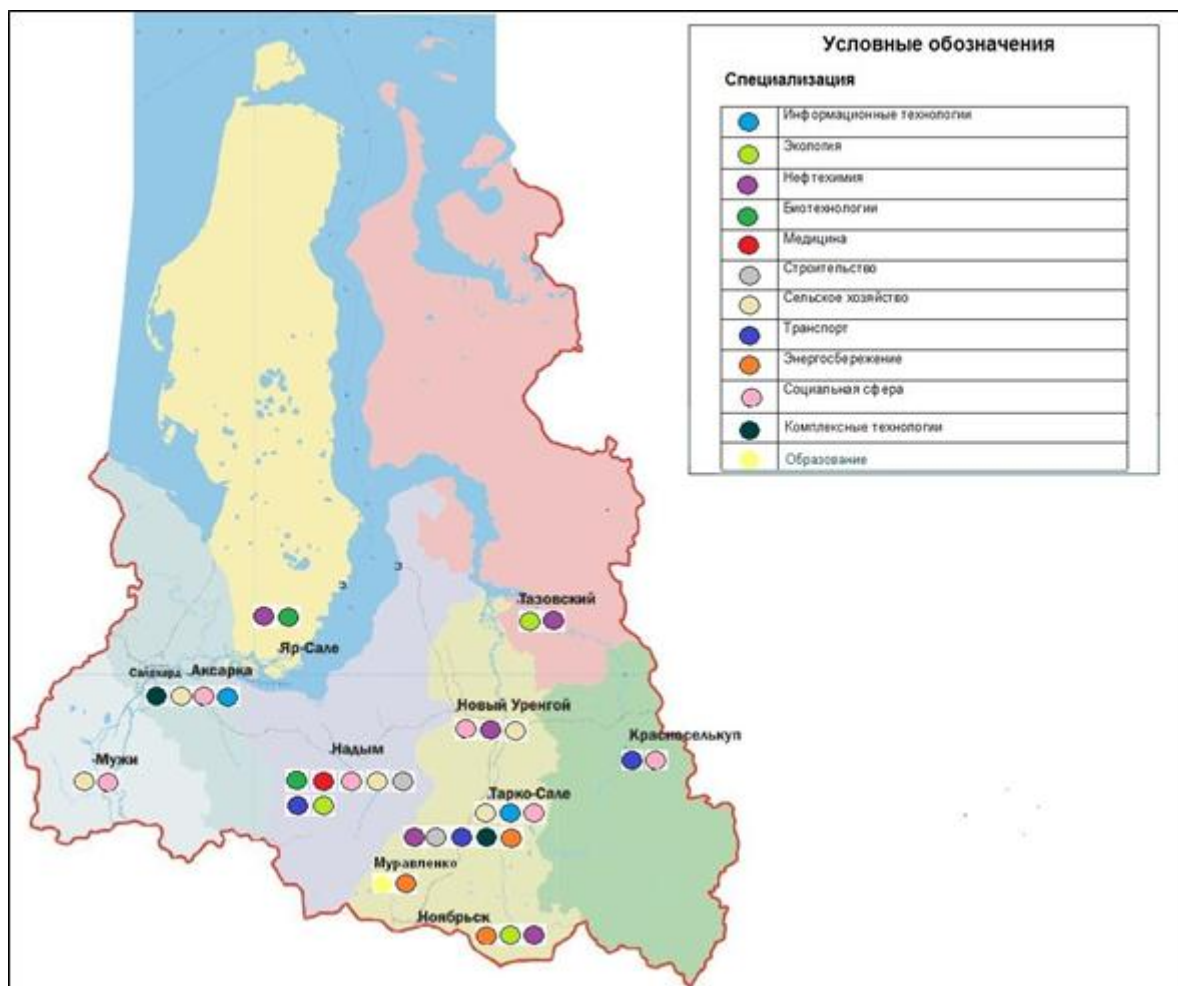 Условные обозначения
Специализация
Информационные технологии
Экология
Нефтехимия
Биотехнологии
Медицина
Строительство
Сельское хозяйство
Транспорт
Энергосбережение
Социальная сфера
Комплексные технологии
Образование
Тазовский
Яр-Сале
Салехард Аксарка
Новый Уренгой
Красноселькуп
Надым
Мужи
Тарко-Сале
Муравленко
Ноябрьск